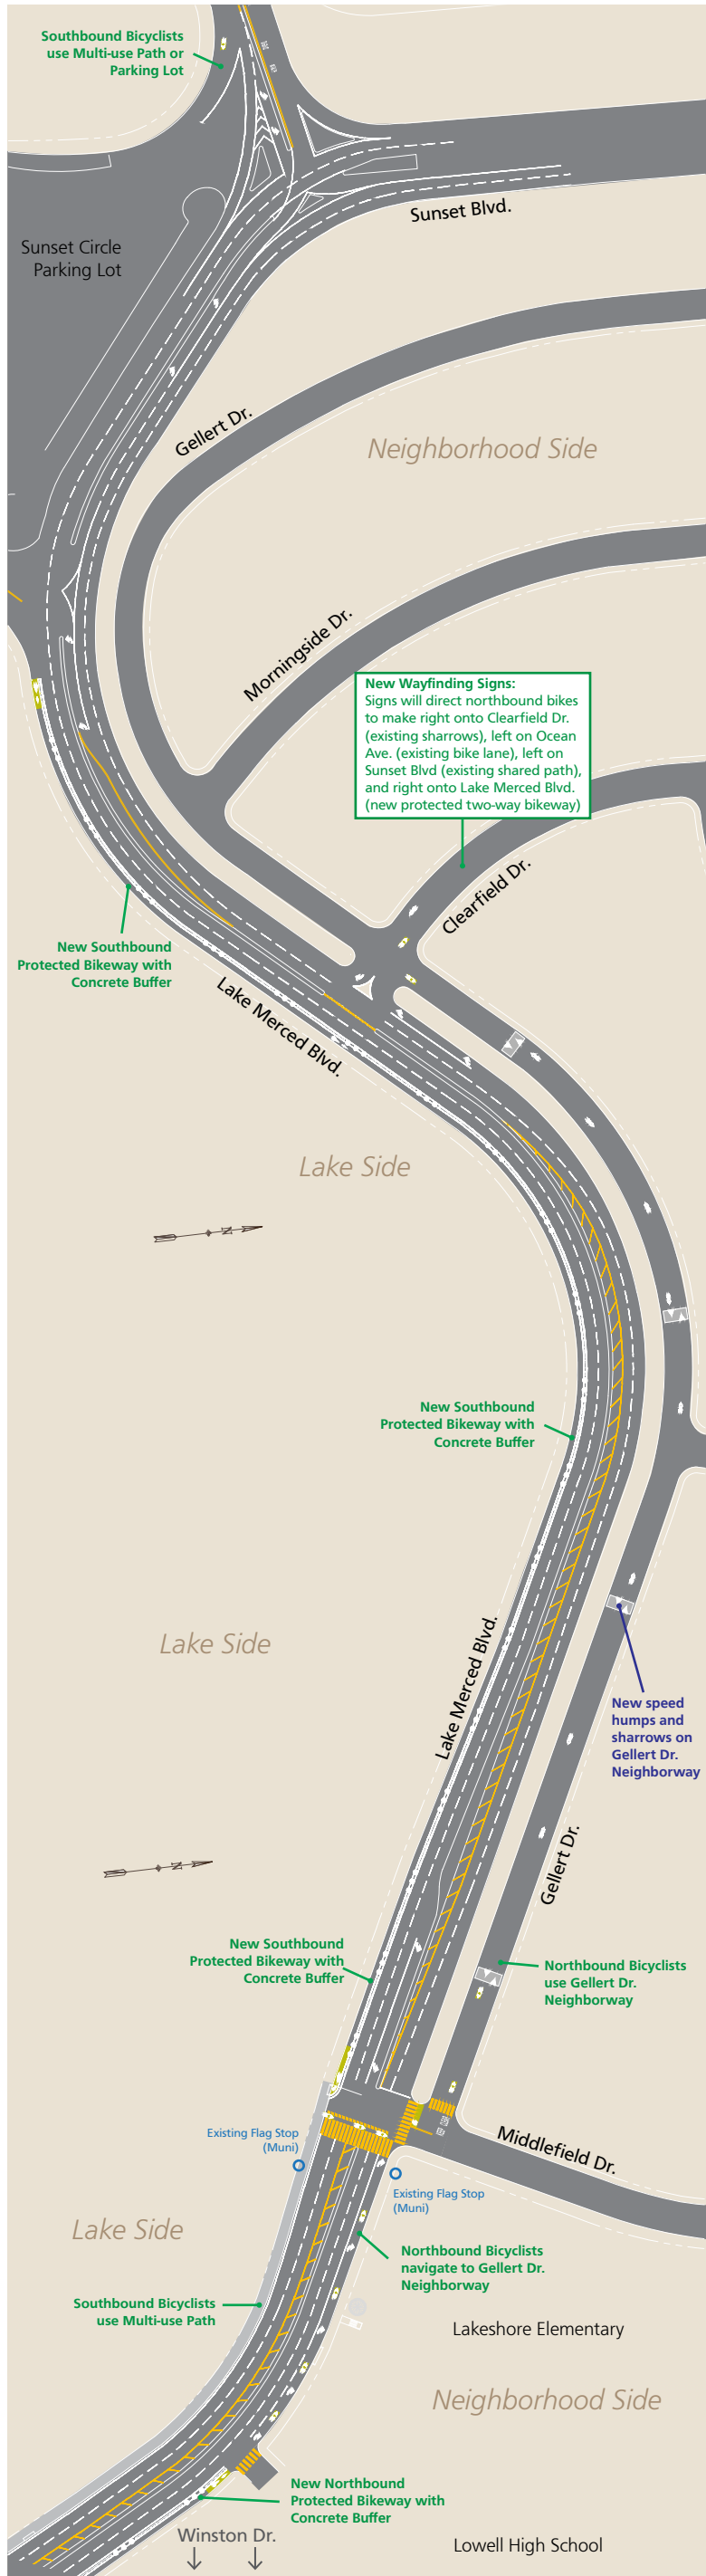 Southbound Bicyclists
use Multi-use Path or
Parking Lot
Sunset Blvd.
Sunset Circle
Parking Lot
Gellert Dr.
Neighborhood Side
Morningside Dr.
New Wayfinding Signs:
Signs will direct northbound bikes
to make right onto Clearfield Dr.
(existing sharrows), left on Ocean
Ave. (existing bike lane), left on
Sunset Blvd (existing shared path),
and right onto Lake Merced Blvd.
(new protected two-way bikeway)
Clearfield Dr.
New Southbound
Protected Bikeway with
Concrete Buffer
Lake Merced Blvd.
Lake Side
N
New Southbound
Protected Bikeway with
Concrete Buffer
Lake Side
Lake Merced Blvd.
New speed
humps and
sharrows on
Gellert Dr.
Neighborway
Gellert Dr.
N
New Southbound
Protected Bikeway with
Concrete Buffer
Northbound Bicyclists
use Gellert Dr.
Neighborway
Existing Flag Stop
(Muni)
Middlefield Dr.
Existing Flag Stop
(Muni)
Lake Side
Northbound Bicyclists
navigate to Gellert Dr.
Neighborway
Southbound Bicyclists
use Multi-use Path
Lakeshore Elementary
Neighborhood Side
New Northbound
Protected Bikeway with
Concrete Buffer
Winston Dr.
Lowell High School